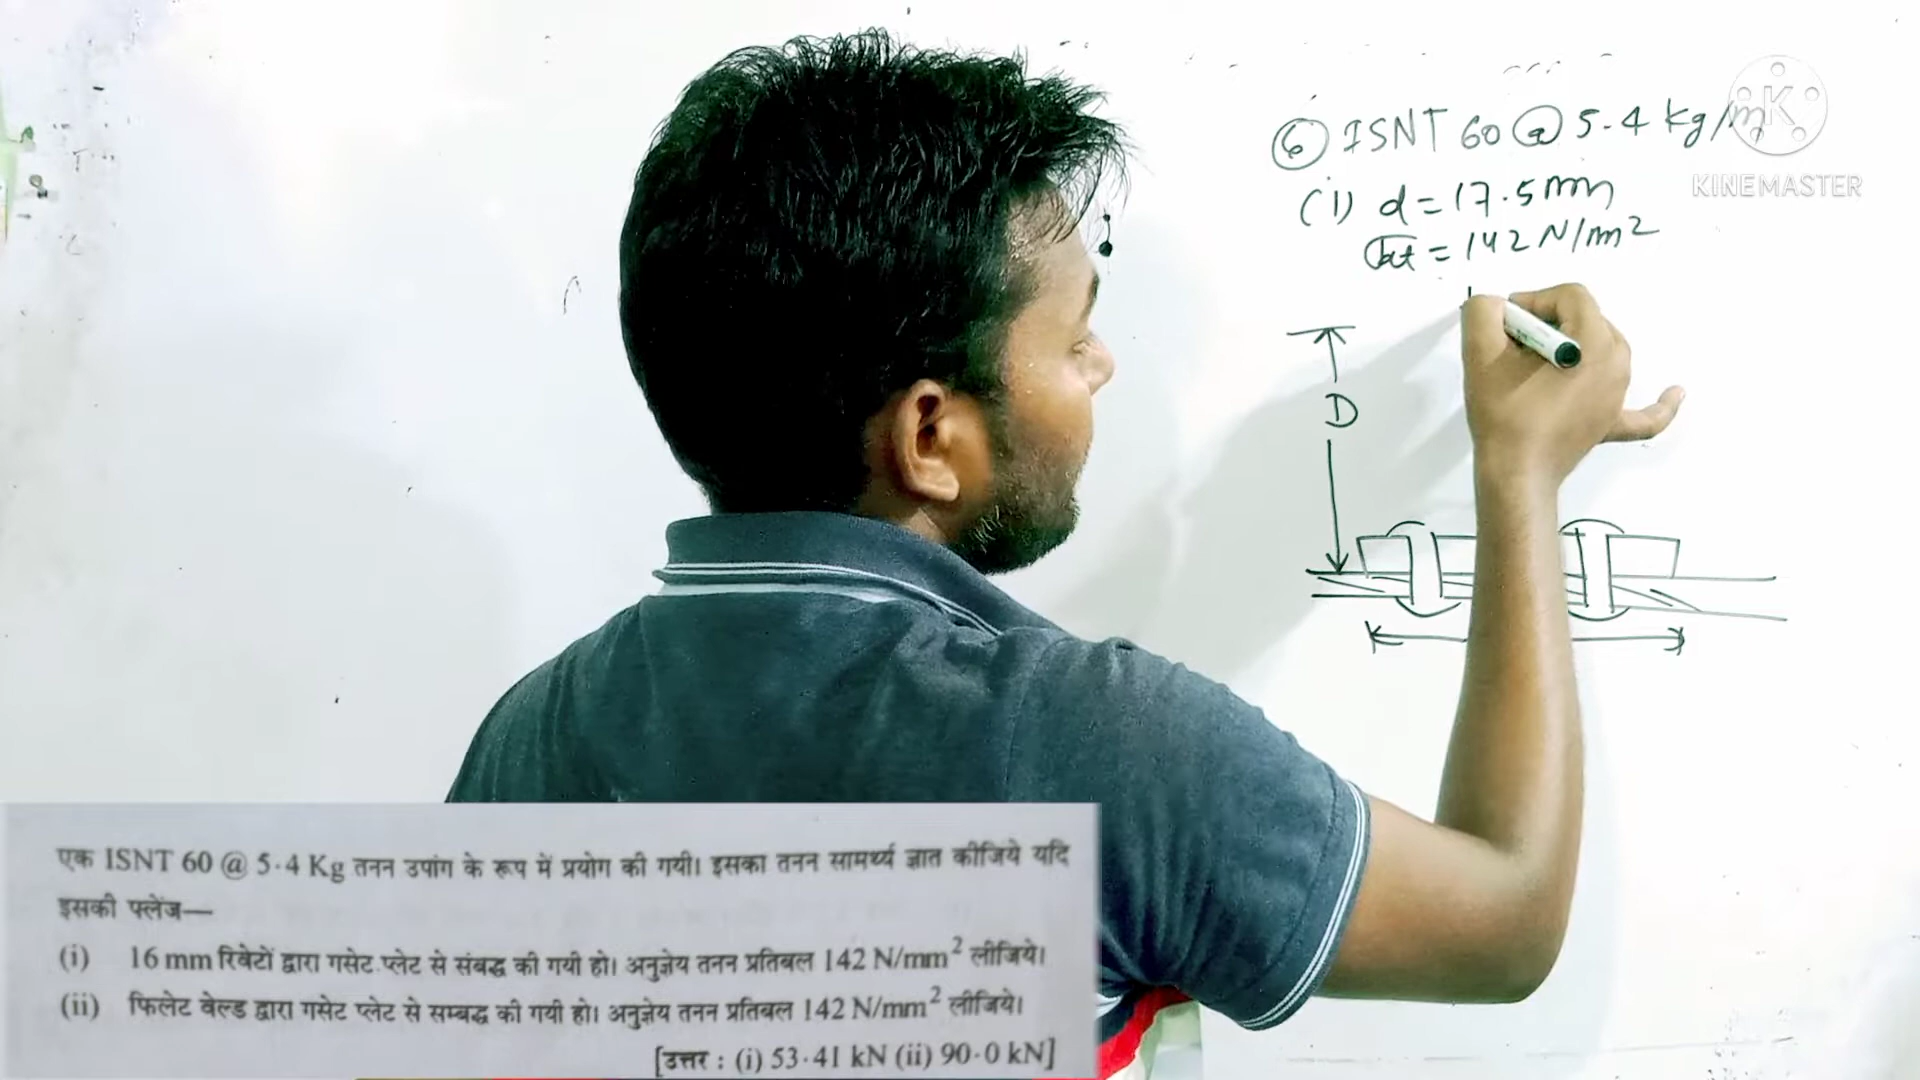 ⑥ ISNT 60 @ 5.4 kg/m
(i) d = 17.5 mm
σat = 142 N/mm²
D
KINEMASTER
एक ISNT 60 @ 5·4 Kg तनन उपांग के रूप में प्रयोग की गयी। इसका तनन सामर्थ्य ज्ञात कीजिये यदि
इसकी फ्लेंज—
(i) 16 mm रिवेटों द्वारा गसेट प्लेट से संबद्ध की गयी हो। अनुज्ञेय तनन प्रतिबल 142 N/mm² लीजिये।
(ii) फिलेट वेल्ड द्वारा गसेट प्लेट से सम्बद्ध की गयी हो। अनुज्ञेय तनन प्रतिबल 142 N/mm² लीजिये।
[उत्तर : (i) 53·41 kN (ii) 90·0 kN]